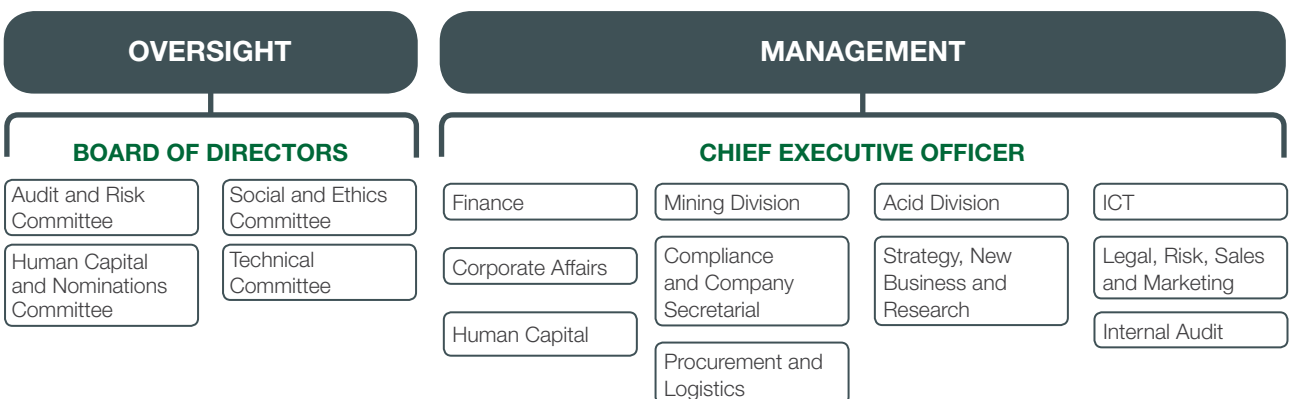 OVERSIGHT
BOARD OF DIRECTORS
Audit and Risk
Committee
Social and Ethics
Committee
Human Capital
and Nominations
Committee
Technical
Committee
MANAGEMENT
CHIEF EXECUTIVE OFFICER
Finance
Mining Division
Acid Division
ICT
Corporate Affairs
Compliance
and Company
Secretarial
Strategy, New
Business and
Research
Legal, Risk, Sales
and Marketing
Human Capital
Procurement and
Logistics
Internal Audit